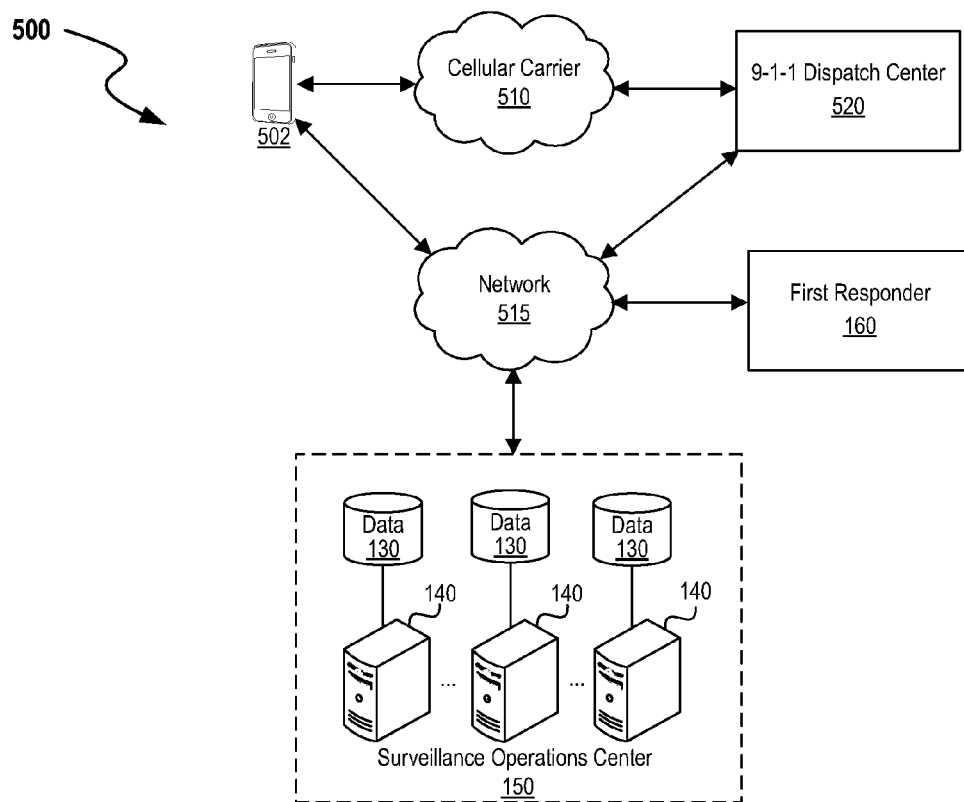 500
502
Cellular Carrier
510
9-1-1 Dispatch Center
520
Network
515
First Responder
160
Data
130
Data
130
Data
130
140
140
140
...
...
Surveillance Operations Center
150